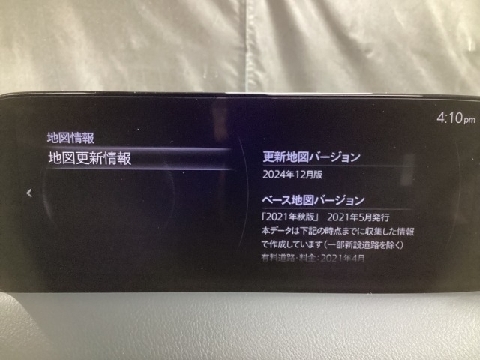 4:10pm
地図情報
地図更新情報
更新地図バージョン
2024年12月版
ベース地図バージョン
「2021年秋版」 2021年5月発行
本データは下記の時点までに収集した情報
で作成しています(一部新設道路を除く)
有料道路・料金: 2021年4月